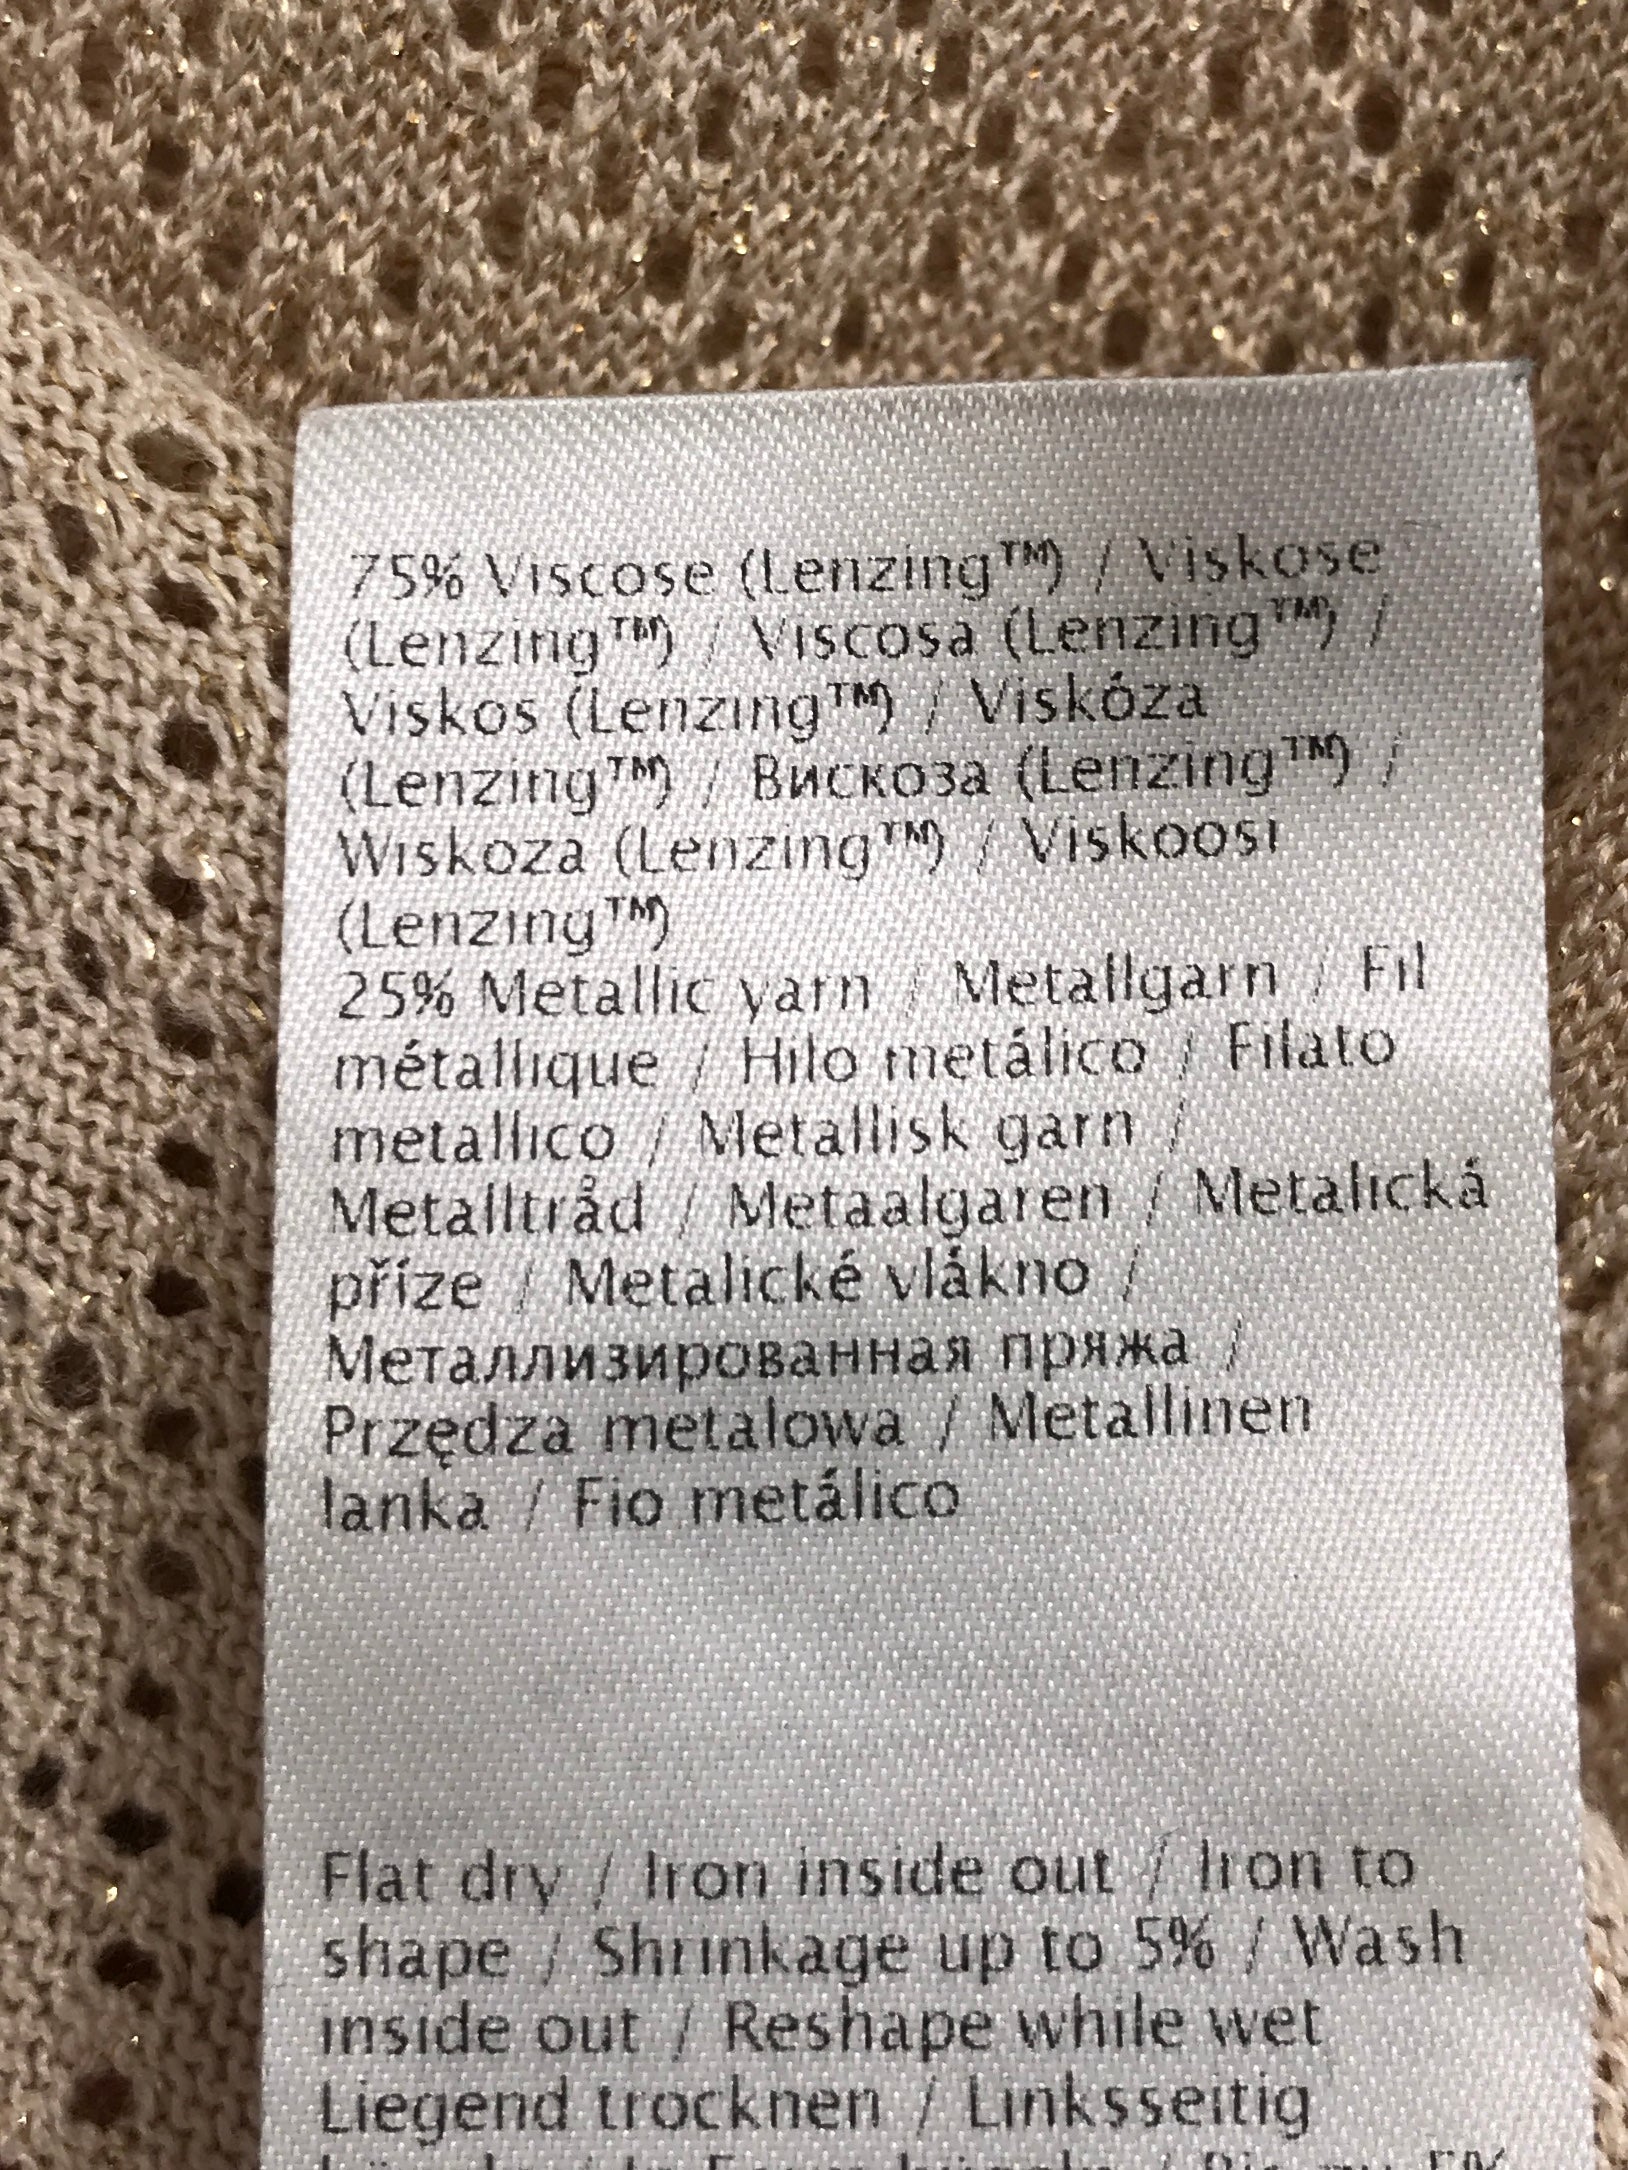 75% Viscose (Lenzing™) / Viskose
(Lenzing™) / Viscosa (Lenzing™) /
Viskos (Lenzing™) / Viskóza
(Lenzing™) / Вискоза (Lenzing™) /
Wiskoza (Lenzing™) / Viskoosi
(Lenzing™)
25% Metallic yarn / Metallgarn / Fil
métallique / Hilo metálico / Filato
metallico / Metallisk garn /
Metalltråd / Metaalgaren / Metalická
příze / Metalické vlákno /
Металлизированная пряжа /
Przędza metalowa / Metallinen
lanka / Fio metálico
Flat dry / Iron inside out / Iron to
shape / Shrinkage up to 5% / Wash
inside out / Reshape while wet
Liegend trocknen / Linksseitig